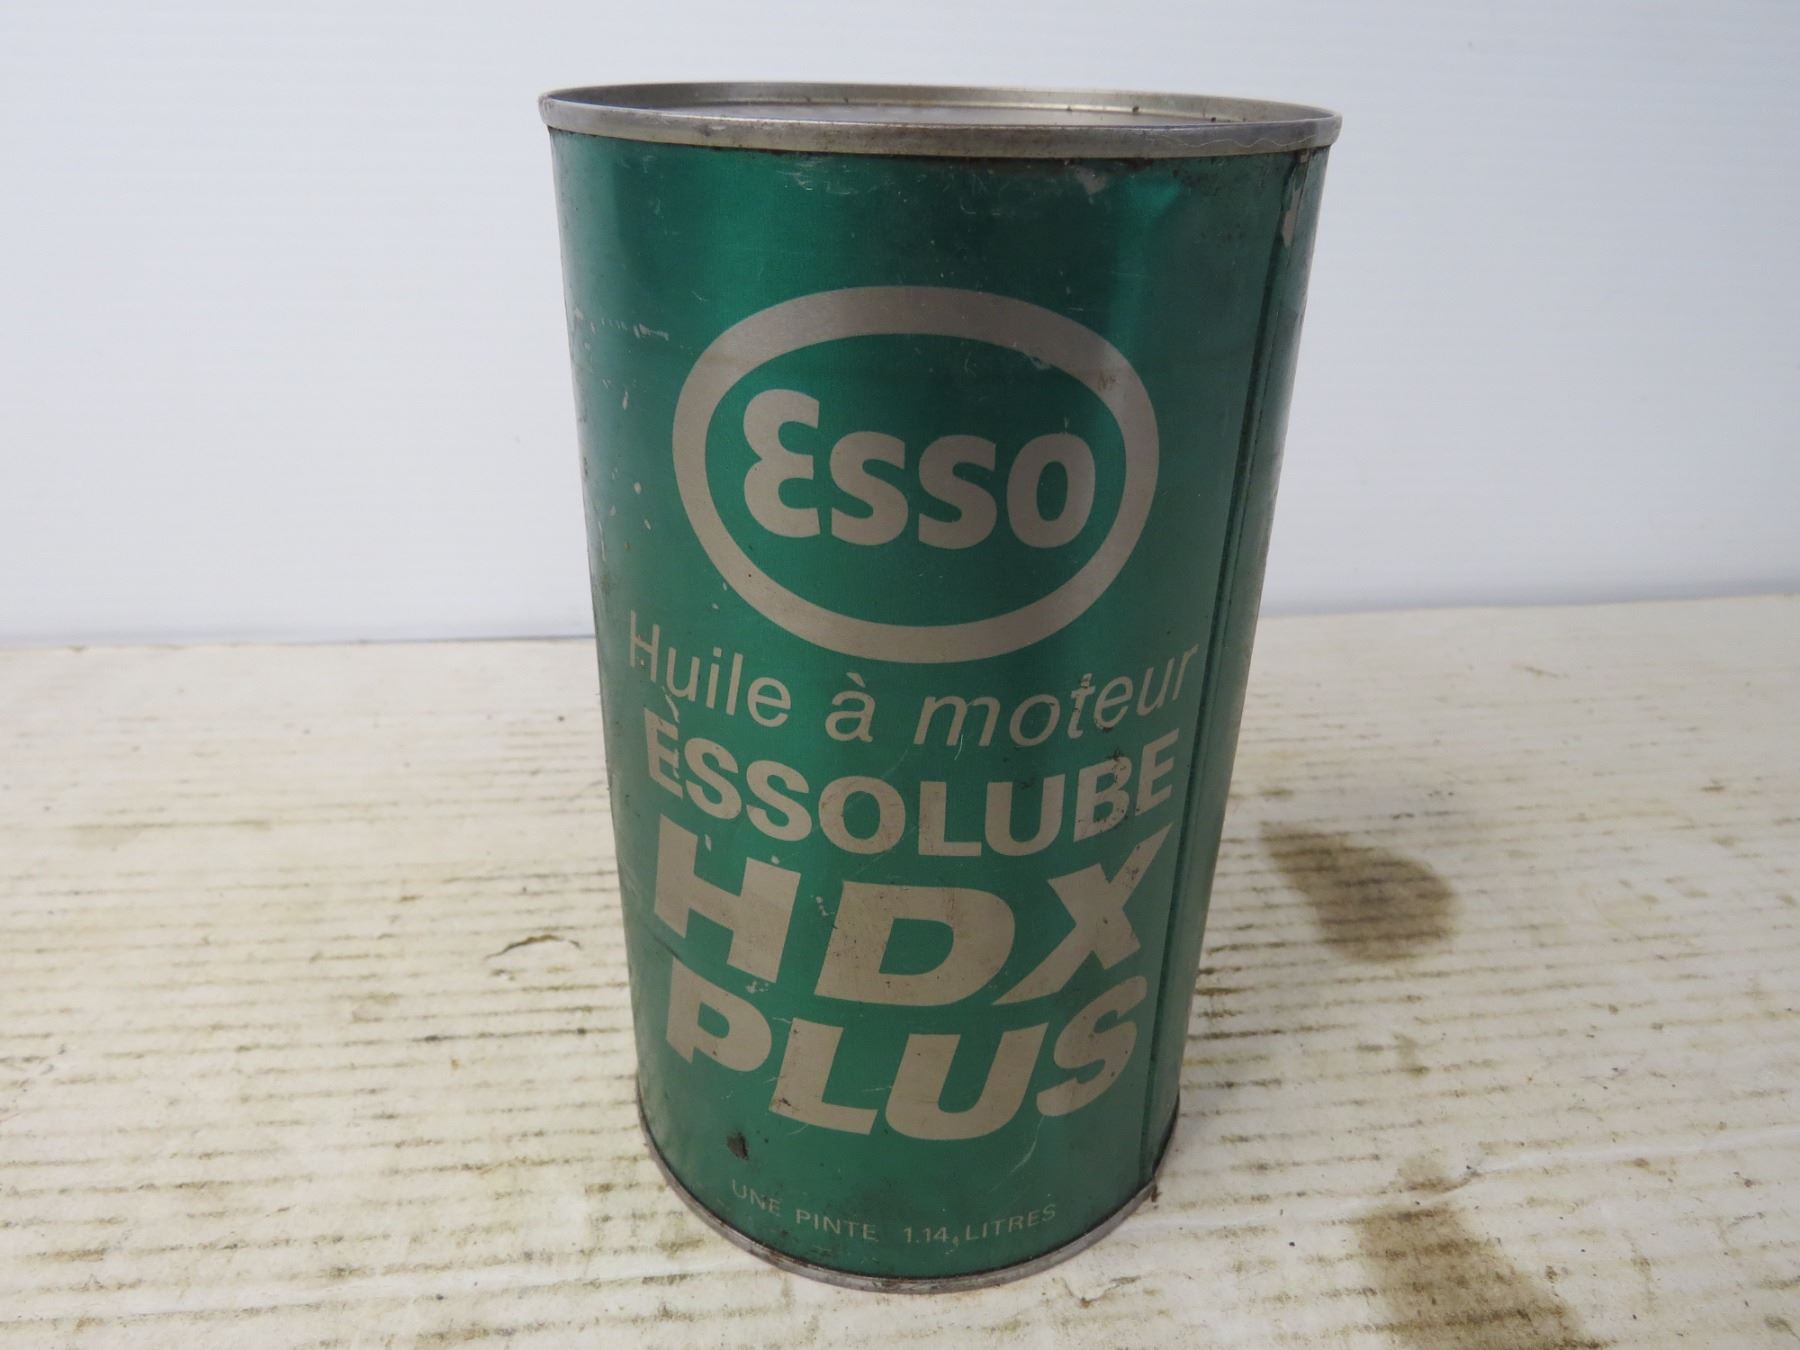 Esso
Huile à moteur
ESSOLUBE
HDX
PLUS
UNE PINTE 1.14 LITRES